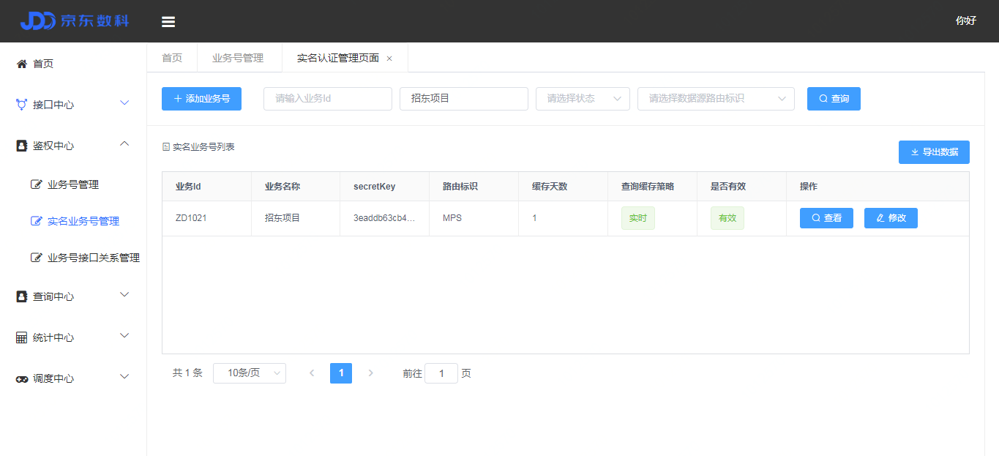 JDD 京东数科
你好
首页
接口中心
鉴权中心
业务号管理
实名业务号管理
业务号接口关系管理
查询中心
统计中心
调度中心
首页 业务号管理 实名认证管理页面 ×
添加业务号 请输入业务Id 招东项目 请选择状态 请选择数据源路由标识 查询
实名业务号列表
导出数据
业务Id 业务名称 secretKey 路由标识 缓存天数 查询缓存策略 是否有效 操作
ZD1021 招东项目 3eaddb63cb4... MPS 1 实时 有效 查看 修改
共 1 条 10条/页 1 前往 1 页